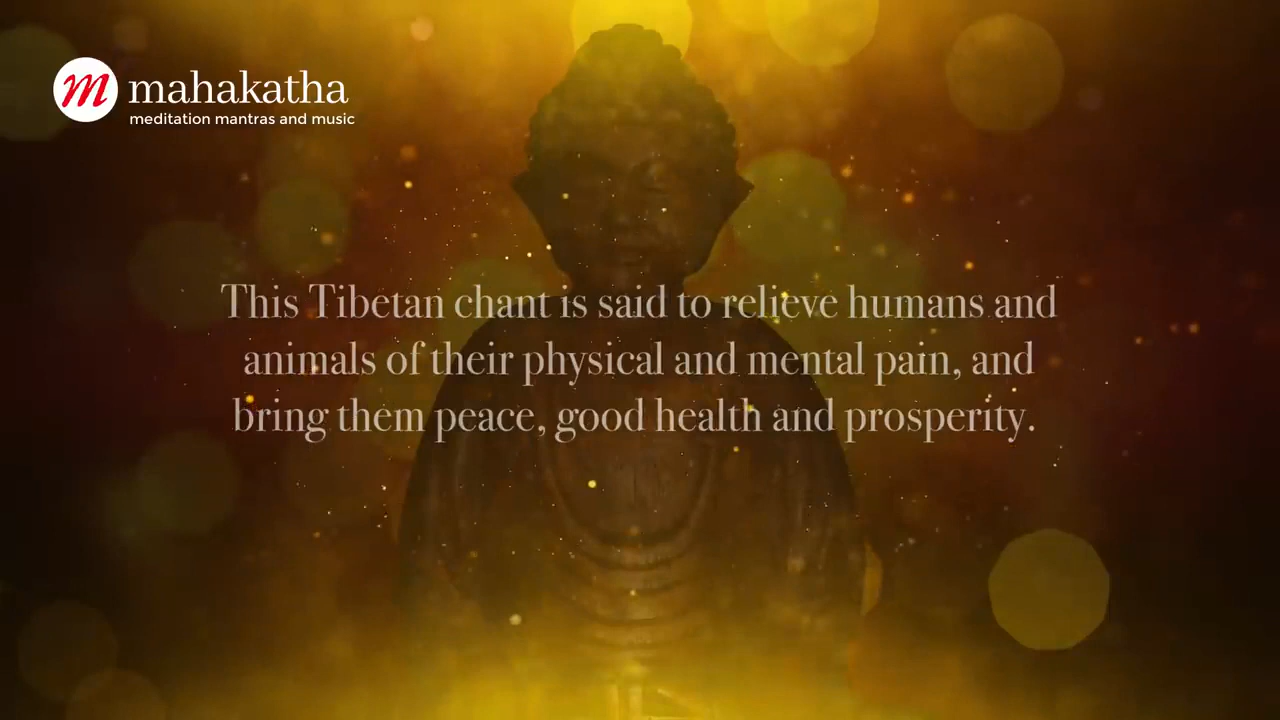 m mahakatha
meditation mantras and music
This Tibetan chant is said to relieve humans and
animals of their physical and mental pain, and
bring them peace, good health and prosperity.